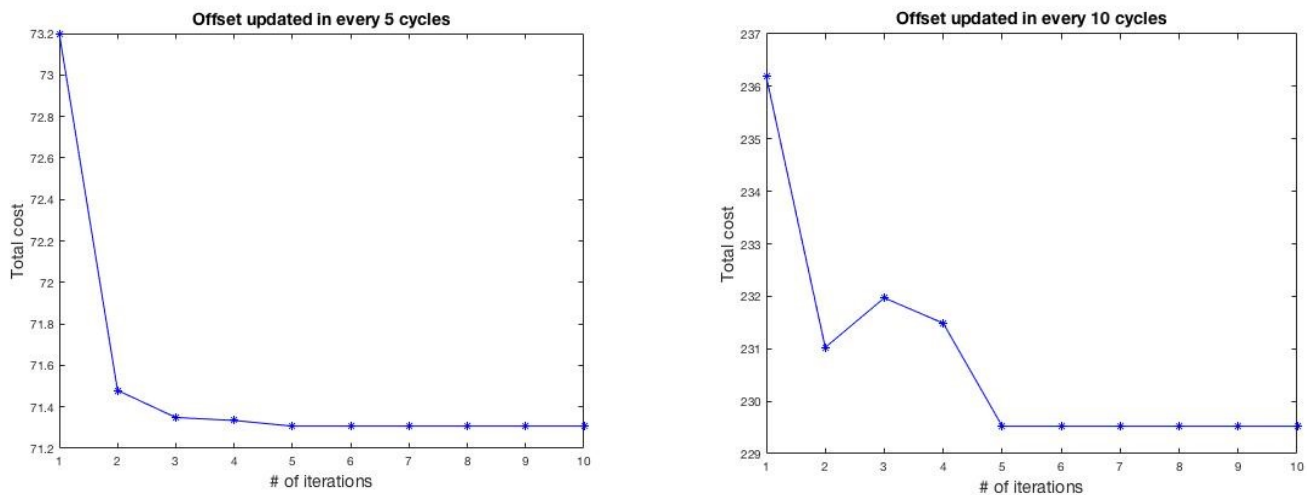 Offset updated in every 5 cycles
73.2
73
72.8
72.6
72.4
72.2
72
71.8
71.6
71.4
71.2
Total cost
1 2 3 4 5 6 7 8 9 10
# of iterations
Offset updated in every 10 cycles
237
236
235
234
233
232
231
230
229
Total cost
1 2 3 4 5 6 7 8 9 10
# of iterations